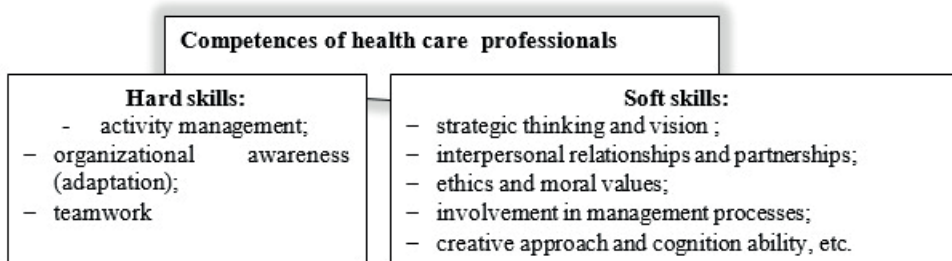 Competences of health care professionals
Hard skills:
- activity management;
– organizational awareness
(adaptation);
– teamwork
Soft skills:
– strategic thinking and vision ;
– interpersonal relationships and partnerships;
– ethics and moral values;
– involvement in management processes;
– creative approach and cognition ability, etc.